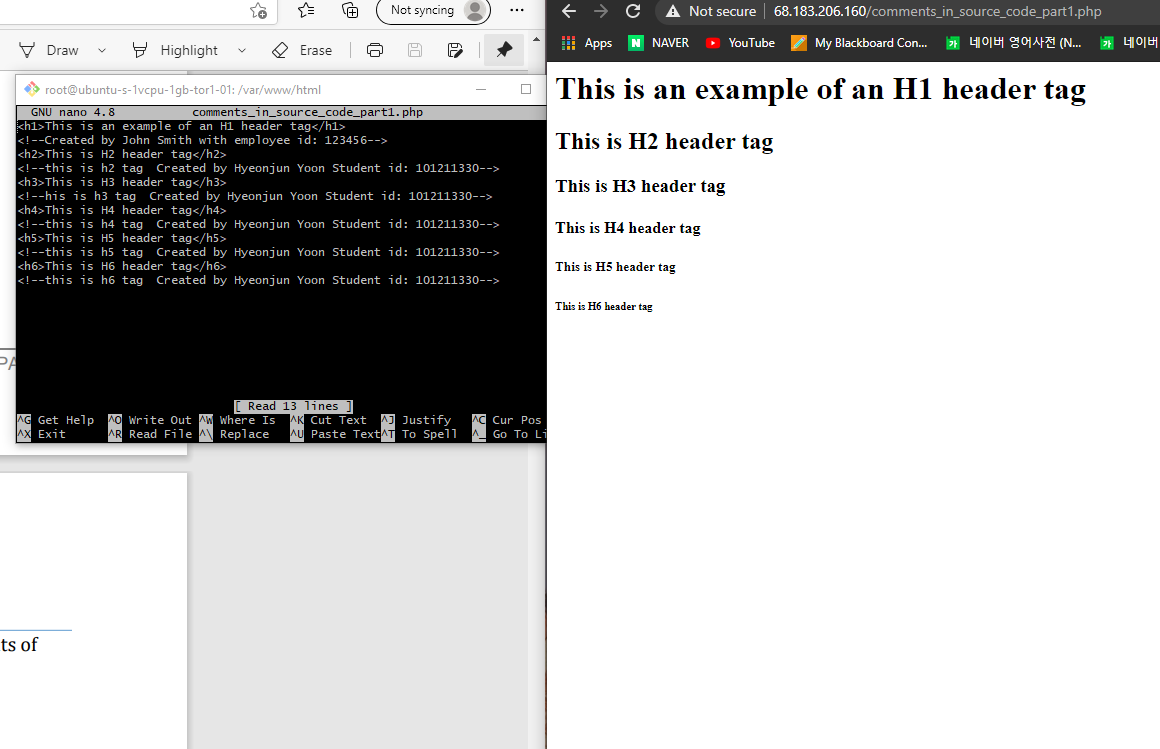 Not syncing
Draw
Highlight
Erase
root@ubuntu-s-1vcpu-1gb-tor1-01: /var/www/html
GNU nano 4.8 comments_in_source_code_part1.php
<h1>This is an example of an H1 header tag</h1>
<!--Created by John Smith with employee id: 123456-->
<h2>This is H2 header tag</h2>
<!--this is h2 tag  Created by Hyeonjun Yoon Student id: 101211330-->
<h3>This is H3 header tag</h3>
<!--his is h3 tag  Created by Hyeonjun Yoon Student id: 101211330-->
<h4>This is H4 header tag</h4>
<!--this is h4 tag  Created by Hyeonjun Yoon Student id: 101211330-->
<h5>This is H5 header tag</h5>
<!--this is h5 tag  Created by Hyeonjun Yoon Student id: 101211330-->
<h6>This is H6 header tag</h6>
<!--this is h6 tag  Created by Hyeonjun Yoon Student id: 101211330-->
[ Read 13 lines ]
^G Get Help ^O Write Out ^W Where Is ^K Cut Text ^J Justify ^C Cur Pos
^X Exit ^R Read File ^\ Replace ^U Paste Text ^T To Spell ^_ Go To Li
PA
ts of
Not secure | 68.183.206.160/comments_in_source_code_part1.php
Apps NAVER YouTube My Blackboard Con... 네이버 영어사전 (N... 네이버
This is an example of an H1 header tag
This is H2 header tag
This is H3 header tag
This is H4 header tag
This is H5 header tag
This is H6 header tag